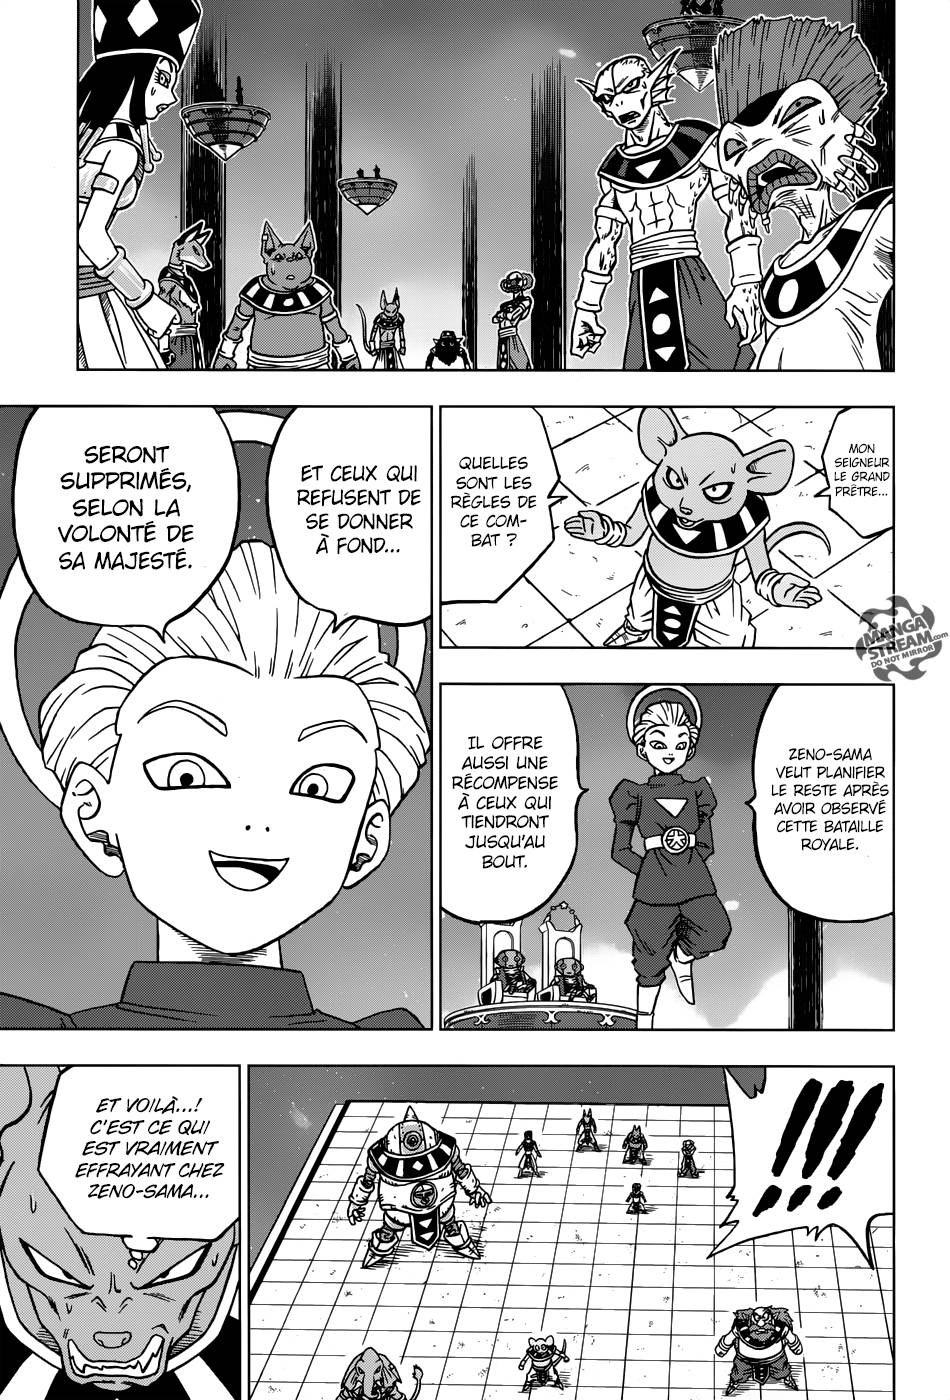 MON
SEIGNEUR
LE GRAND
PRÊTRE...
QUELLES
SONT LES
RÈGLES DE
CE COM-
BAT ?
ET CEUX QUI
REFUSENT DE
SE DONNER
À FOND...
SERONT
SUPPRIMÉS,
SELON LA
VOLONTÉ DE
SA MAJESTÉ.
MANGA
STREAM.com
DO NOT MIRROR
ZENO-SAMA
VEUT PLANIFIER
LE RESTE APRÈS
AVOIR OBSERVÉ
CETTE BATAILLE
ROYALE.
IL OFFRE
AUSSI UNE
RÉCOMPENSE
À CEUX QUI
TIENDRONT
JUSQU'AU
BOUT.
!!!
ET VOILÀ...!
C'EST CE QUI
EST VRAIMENT
EFFRAYANT CHEZ
ZENO-SAMA...